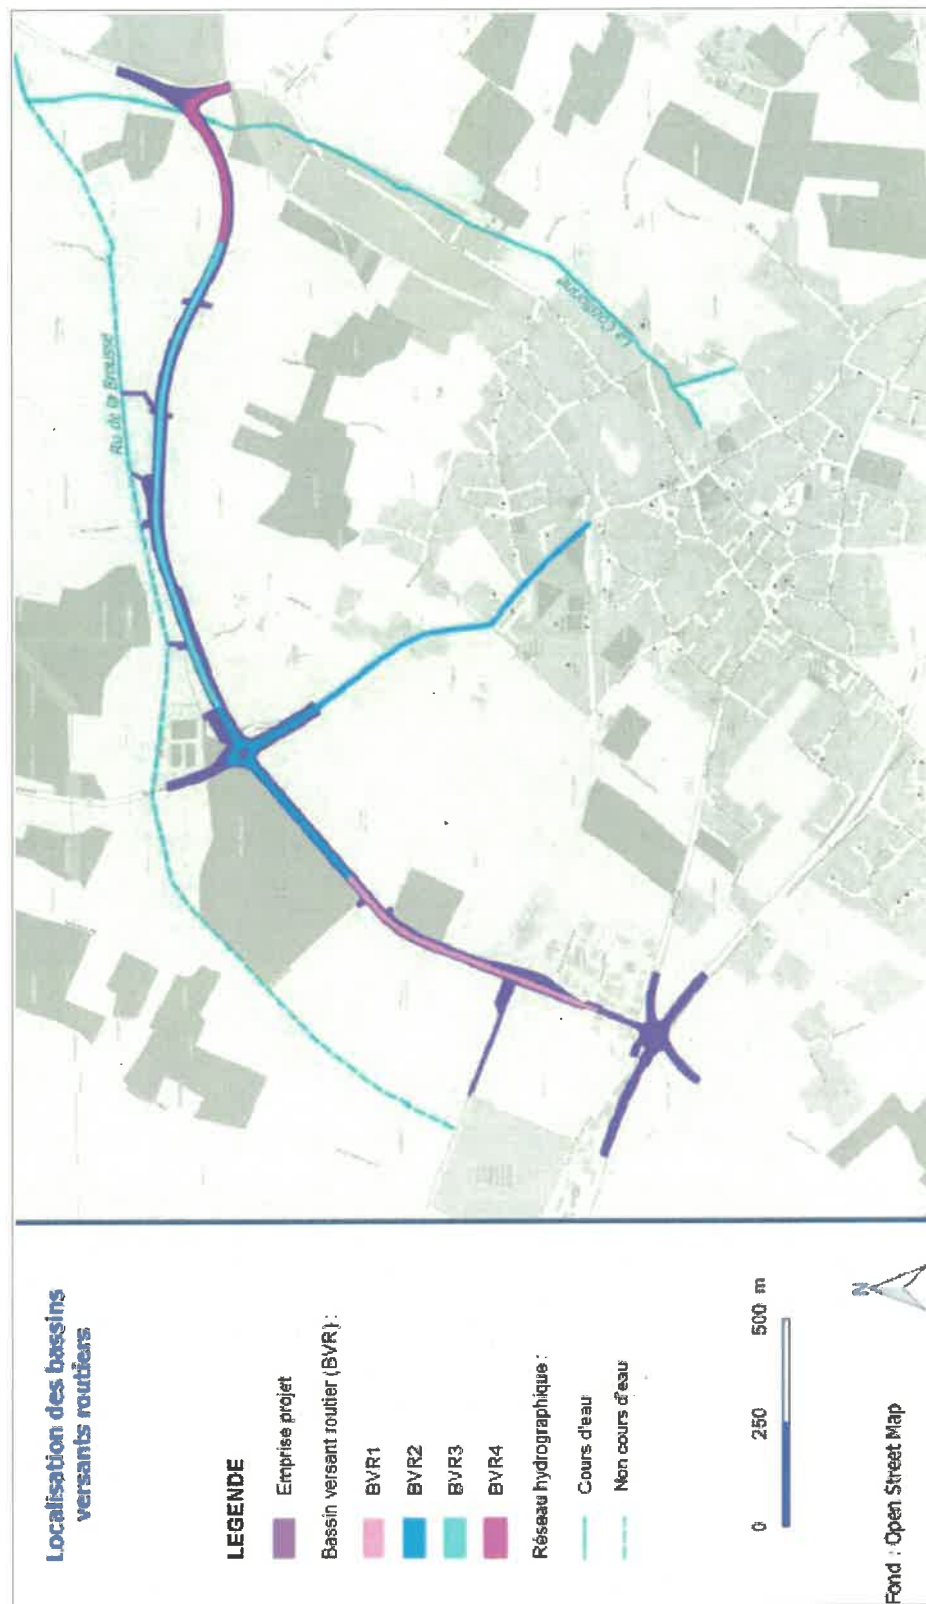 Localisation des bassins
versants routiers
LEGENDE
Emprise projet
Bassin versant routier (BVR) :
BVR1
BVR2
BVR3
BVR4
Réseau hydrographique :
Cours d'eau
Non cours d'eau
0 250 500 m
N
Fond : Open Street Map
Ru de la Brousse